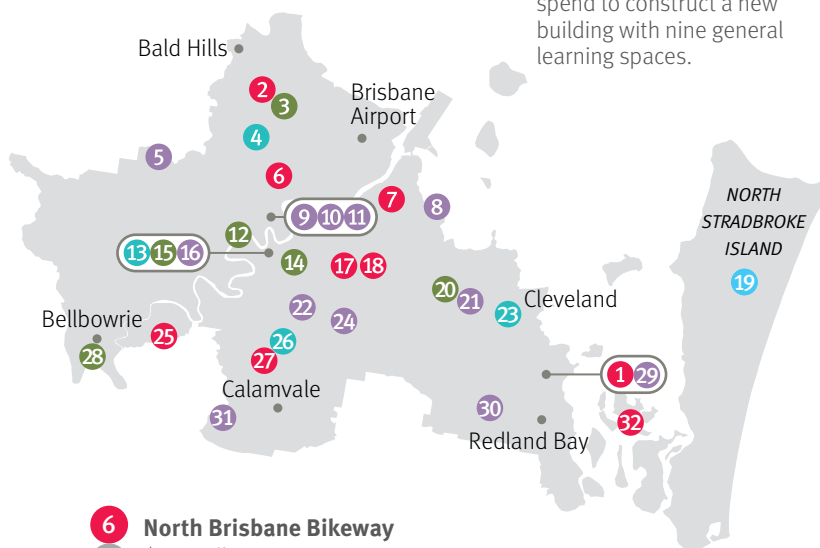 spend to construct a new
building with nine general
learning spaces.
Bald Hills
2
3
Brisbane
Airport
4
5
6
7
8
NORTH
STRADBROKE
ISLAND
9 10 11
12
13 15 16
14
17 18
19
20
21
22
23
Cleveland
24
Bellbowrie
25
26
27
28
Calamvale
1 29
30
31
32
Redland Bay
6 North Brisbane Bikeway